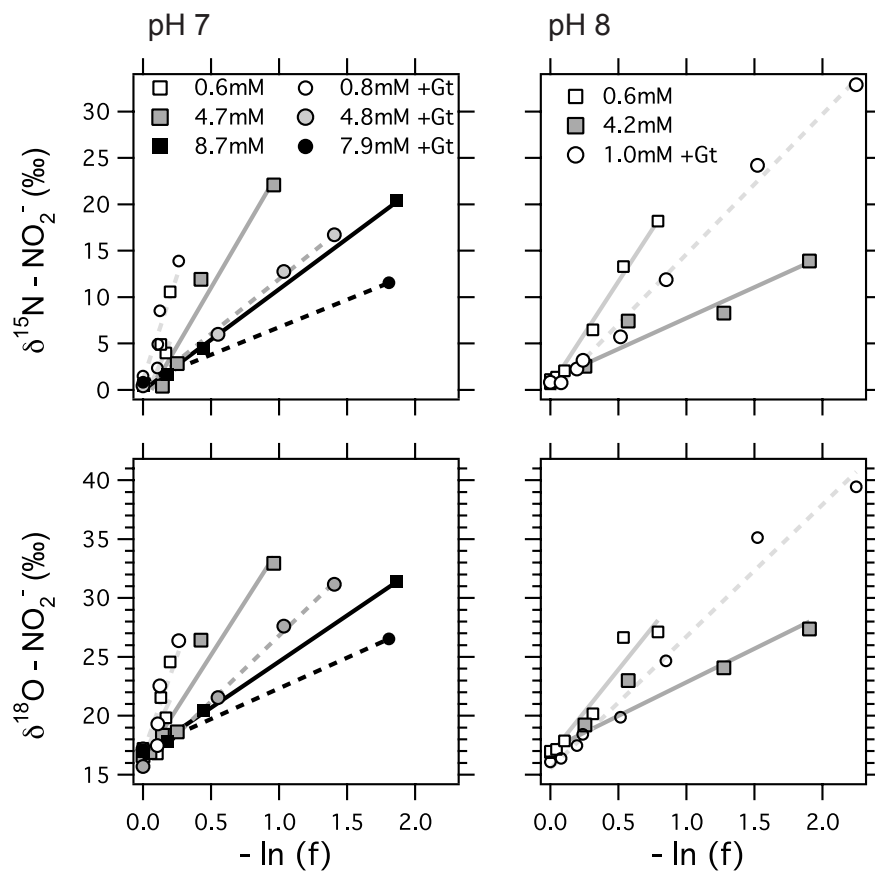 pH 7
pH 8
δ15N - NO2- (‰)
30
25
20
15
10
5
0
0.6mM
4.7mM
8.7mM
0.8mM +Gt
4.8mM +Gt
7.9mM +Gt
0.6mM
4.2mM
1.0mM +Gt
δ18O - NO2- (‰)
40
35
30
25
20
15
0.0 0.5 1.0 1.5 2.0
0.0 0.5 1.0 1.5 2.0
- ln (f)
- ln (f)